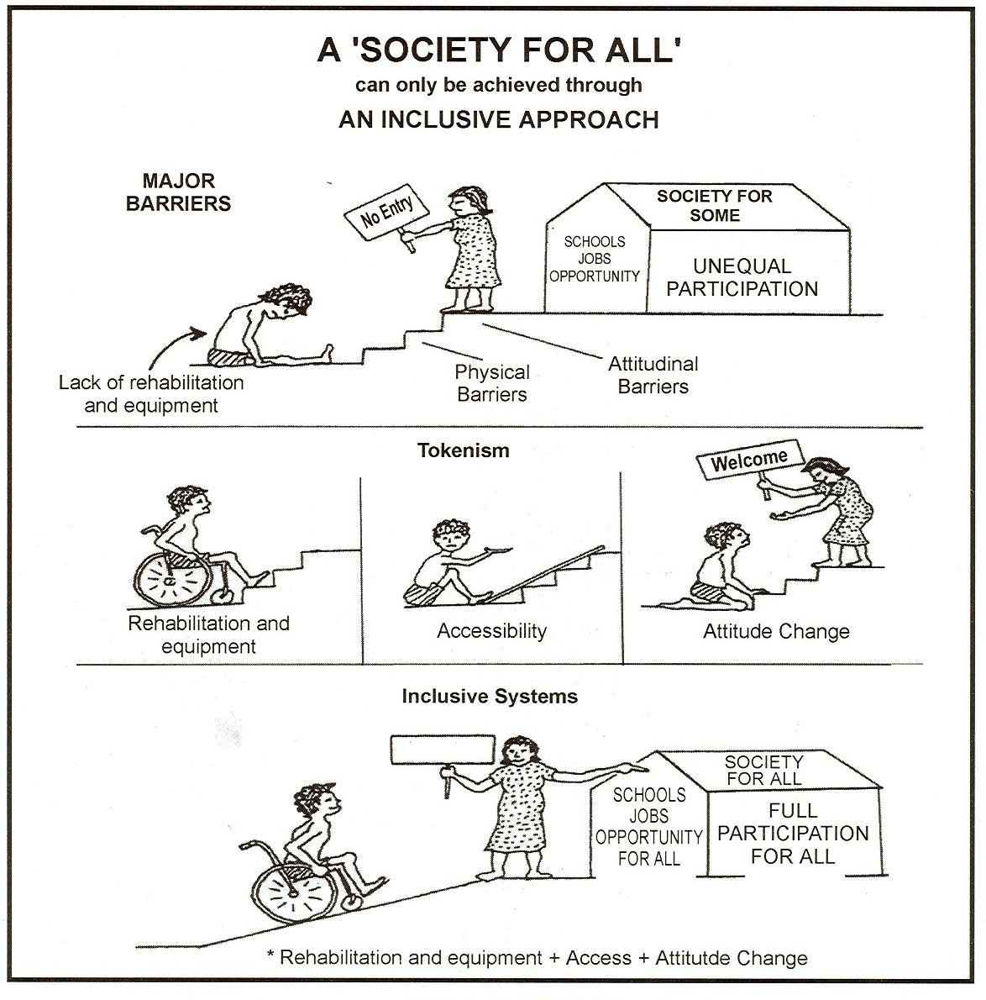 A 'SOCIETY FOR ALL'
can only be achieved through
AN INCLUSIVE APPROACH
MAJOR
BARRIERS
No Entry
SOCIETY FOR
SOME
SCHOOLS
JOBS
OPPORTUNITY
UNEQUAL
PARTICIPATION
Lack of rehabilitation
and equipment
Physical
Barriers
Attitudinal
Barriers
Tokenism
Welcome
Rehabilitation and
equipment
Accessibility
Attitude Change
Inclusive Systems
SOCIETY
FOR ALL
SCHOOLS
JOBS
OPPORTUNITY
FOR ALL
FULL
PARTICIPATION
FOR ALL
* Rehabilitation and equipment + Access + Attitutde Change